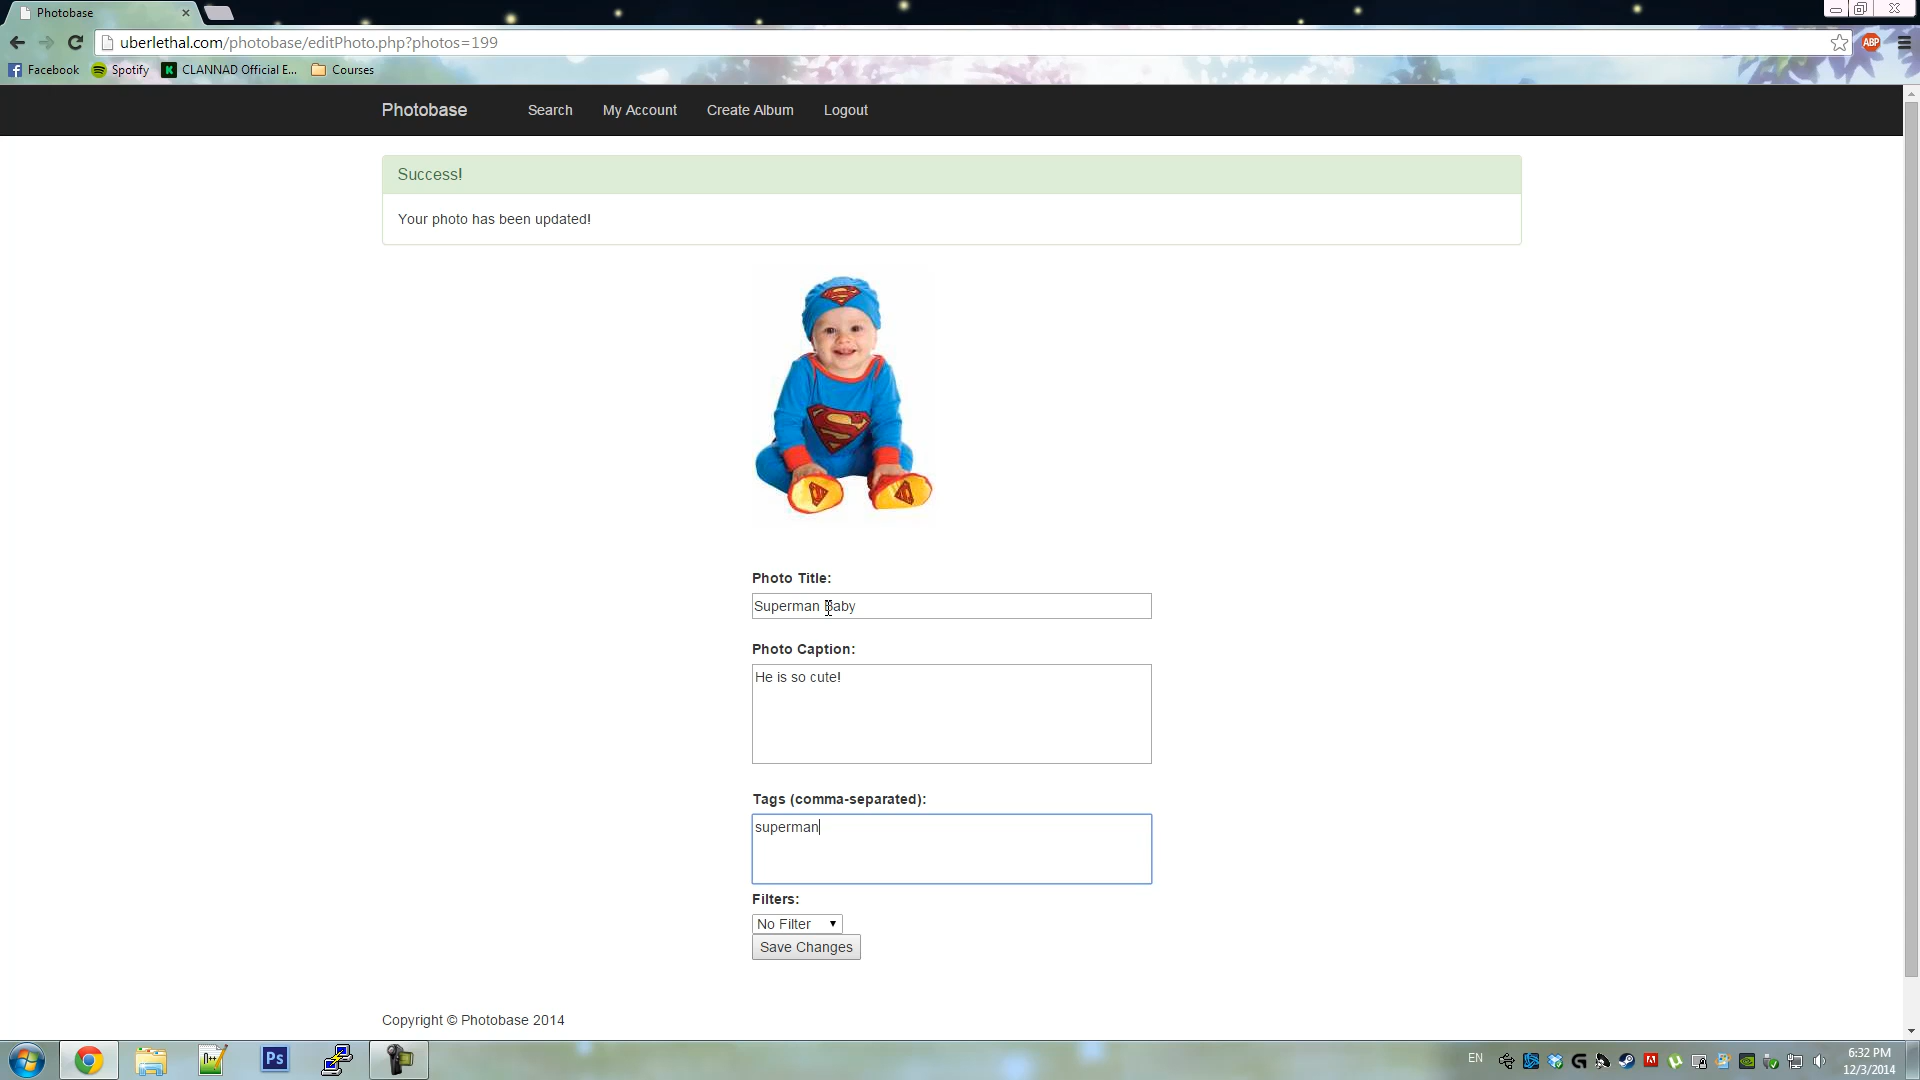 Photobase
uberlethal.com/photobase/editPhoto.php?photos=199
ABP
Facebook Spotify CLANNAD Official E... Courses
Photobase Search My Account Create Album Logout
Success!
Your photo has been updated!
Photo Title:
Superman Baby
Photo Caption:
He is so cute!
Tags (comma-separated):
superman
Filters:
No Filter
Save Changes
Copyright © Photobase 2014
Ps
EN
6:32 PM
12/3/2014